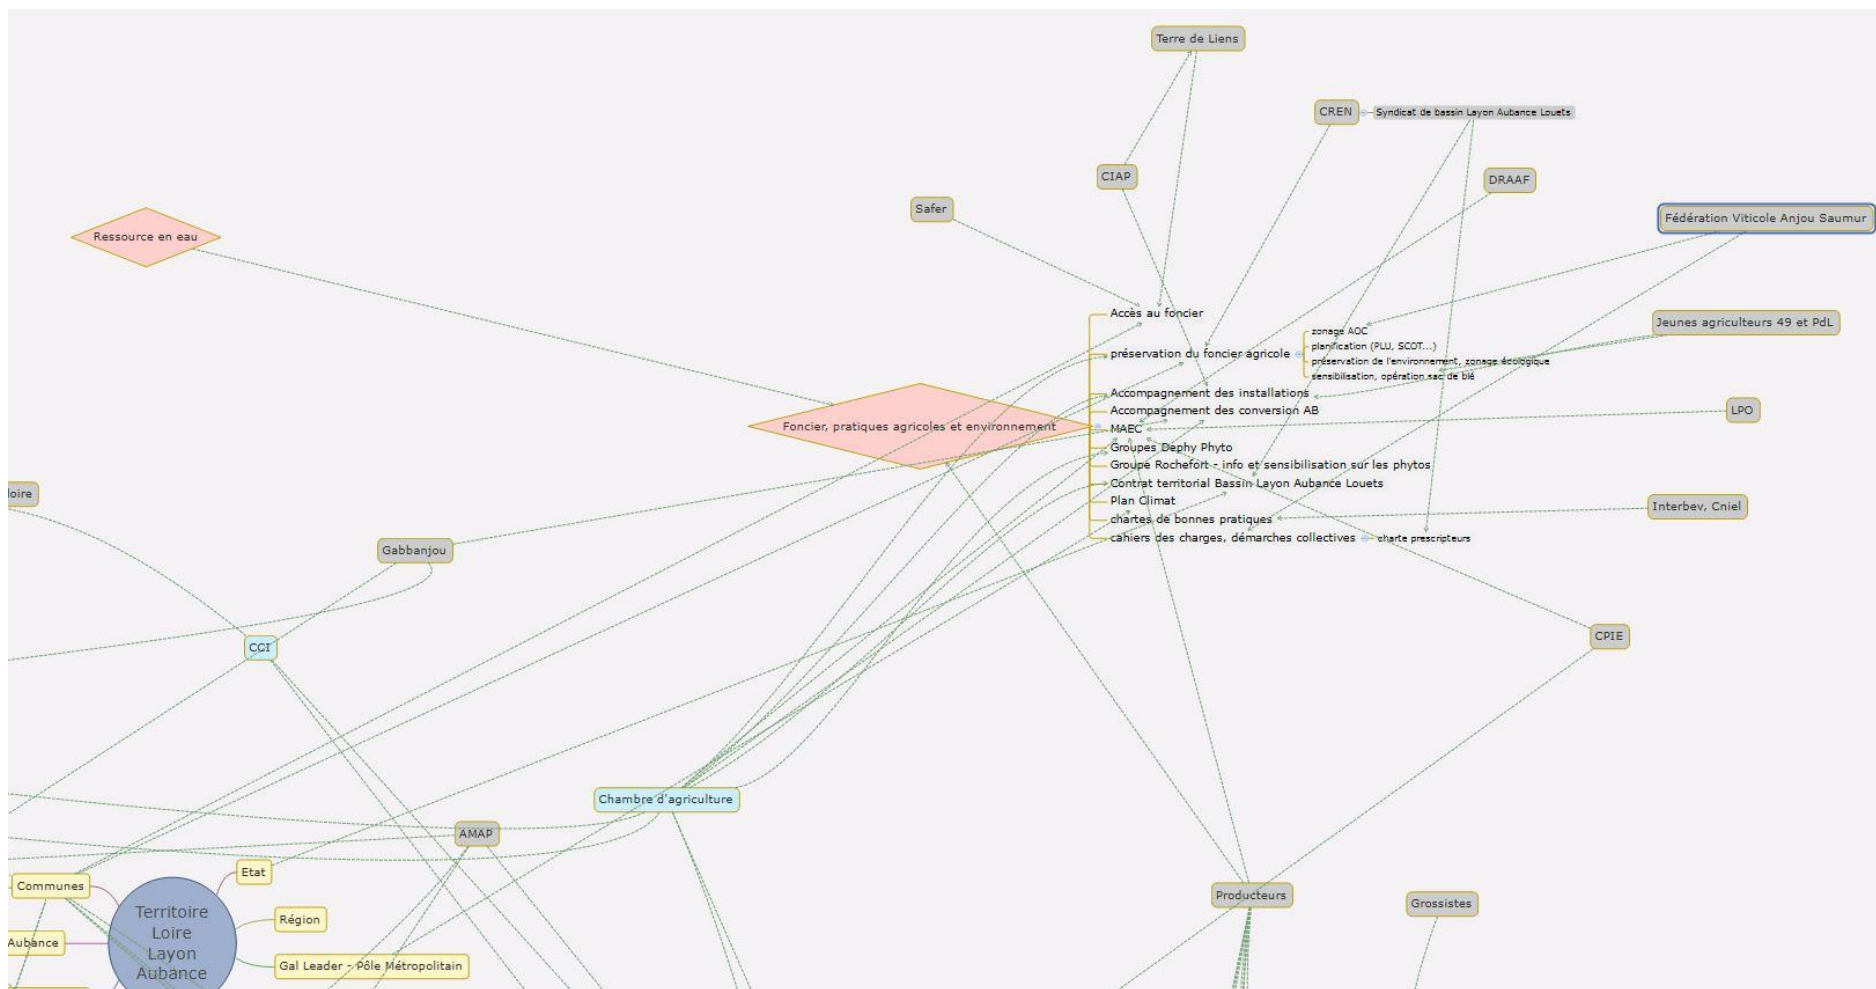 Terre de Liens
CREN
Syndicat de bassin Layon Aubance Louets
CIAP
DRAAF
Safer
Fédération Viticole Anjou Saumur
Ressource en eau
Accès au foncier
zonage AOC
Jeunes agriculteurs 49 et PdL
planification (PLU, SCOT...)
préservation du foncier agricole
préservation de l'environnement, zonage écologique
sensibilisation, opération sac de blé
Accompagnement des installations
Accompagnement des conversion AB
LPO
Foncier, pratiques agricoles et environnement
MAEC
Groupes Dephy Phyto
Groupe Rochefort - info et sensibilisation sur les phytos
Contrat territorial Bassin Layon Aubance Louets
loire
Plan Climat
Interbev, Cniel
chartes de bonnes pratiques
cahiers des charges, démarches collectives
charte prescripteurs
Gabbanjou
CPIE
CCI
Chambre d'agriculture
AMAP
Etat
Communes
Producteurs
Grossistes
Territoire
Loire
Layon
Aubance
Région
Aubance
Gal Leader - Pôle Métropolitain